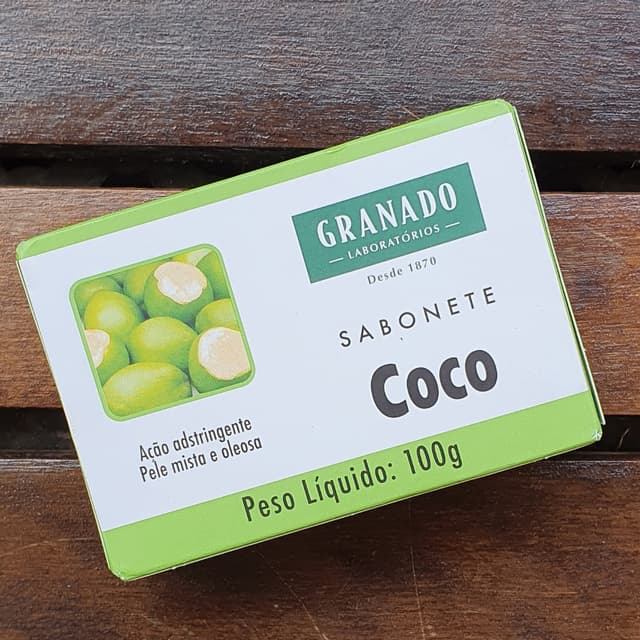 GRANADO
LABORATÓRIOS
Desde 1870
SABONETE
Coco
Ação adstringente
Pele mista e oleosa
Peso Líquido: 100g